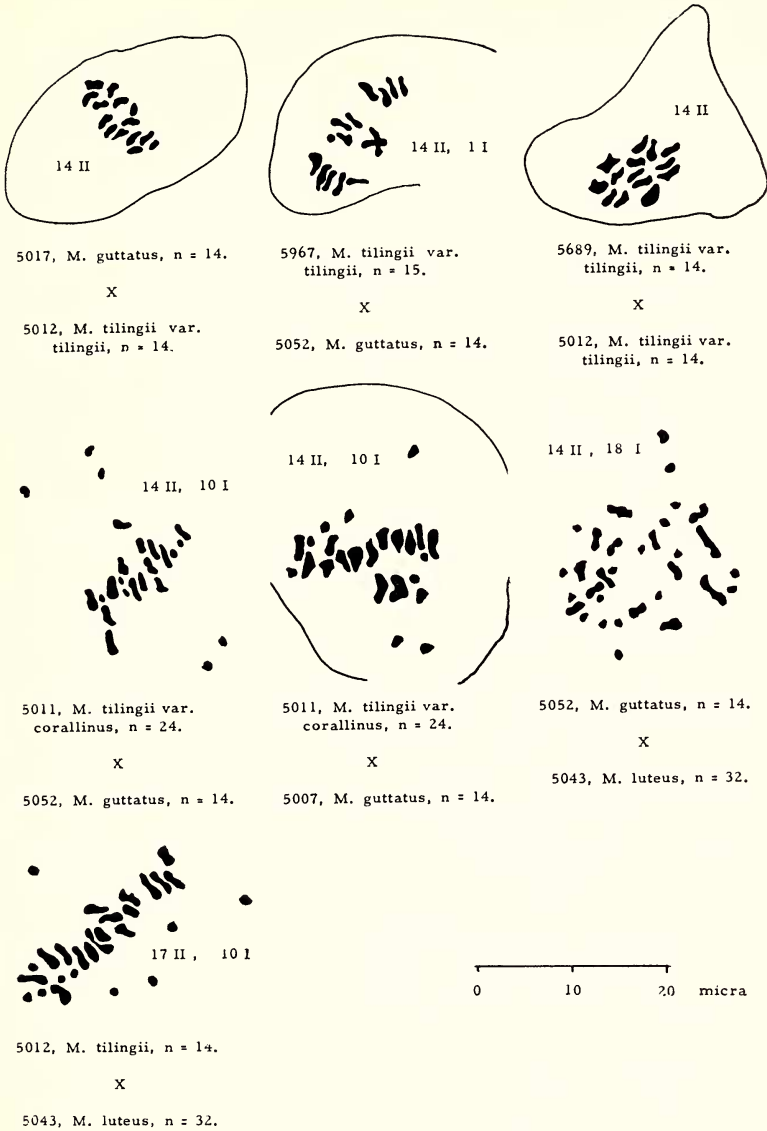 14 II
14 II, 1 I
14 II
5017, M. guttatus, n = 14.
X
5012, M. tilingii var.
tilingii, n = 14.
5967, M. tilingii var.
tilingii, n = 15.
X
5052, M. guttatus, n = 14.
5689, M. tilingii var.
tilingii, n = 14.
X
5012, M. tilingii var.
tilingii, n = 14.
14 II, 10 I
14 II, 10 I
14 II, 18 I
5011, M. tilingii var.
corallinus, n = 24.
X
5052, M. guttatus, n = 14.
5011, M. tilingii var.
corallinus, n = 24.
X
5007, M. guttatus, n = 14.
5052, M. guttatus, n = 14.
X
5043, M. luteus, n = 32.
17 II, 10 I
5012, M. tilingii, n = 14.
X
5043, M. luteus, n = 32.
0 10 20 micra